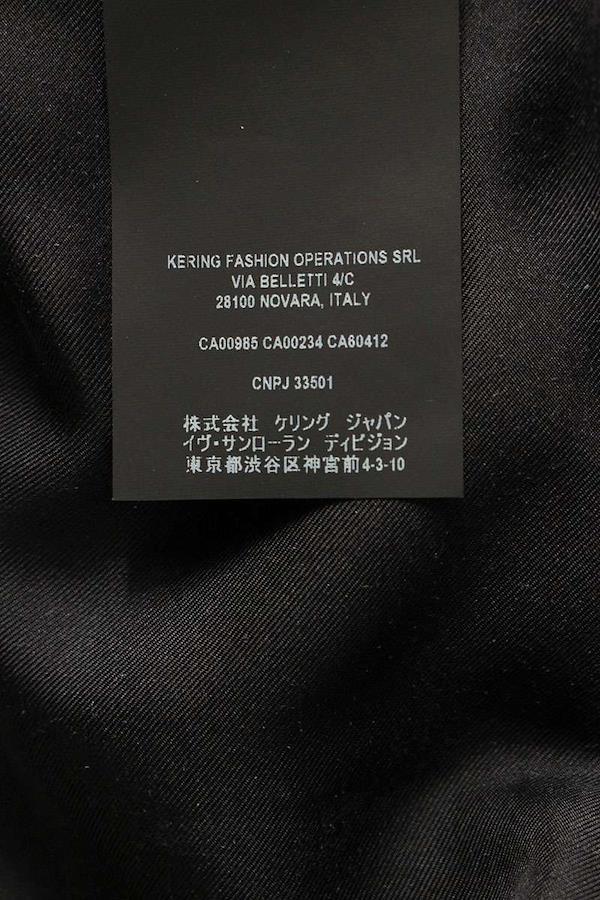 KERING FASHION OPERATIONS SRL
VIA BELLETTI 4/C
28100 NOVARA, ITALY
CA00985 CA00234 CA60412
CNPJ 33501
株式会社 ケリング ジャパン
イヴ・サンローラン ディビジョン
東京都渋谷区神宮前4-3-10